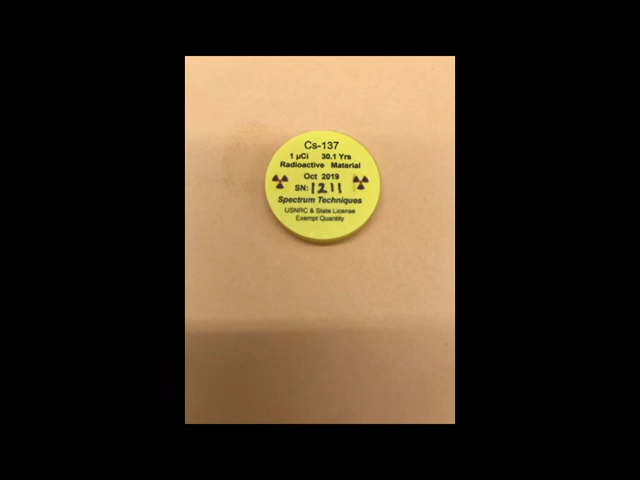 Cs-137
1 µCi 30.1 Yrs
Radioactive Material
Oct 2019
SN: 1211
Spectrum Techniques
USNRC & State License
Exempt Quantity